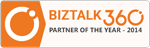 BIZTALK360
PARTNER OF THE YEAR - 2014